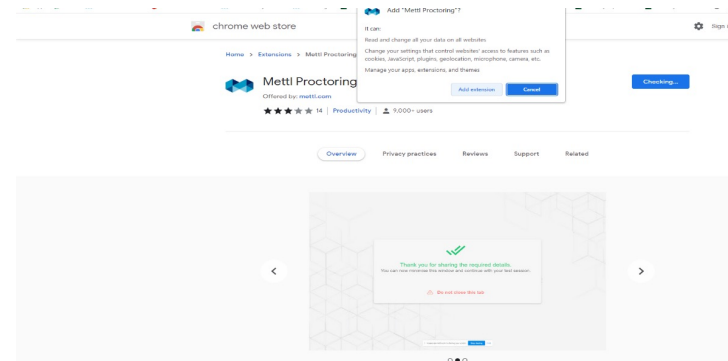 chrome web store
Add "Mettl Proctoring"?
It can:
Read and change all your data on all websites
Change your settings that control websites' access to features such as
cookies, JavaScript, plugins, geolocation, microphone, camera, etc.
Manage your apps, extensions, and themes
Add extension
Cancel
Sign
Home > Extensions > Mettl Proctoring
Mettl Proctoring
Offered by: mettl.com
14 | Productivity | 9,000+ users
Checking...
Overview
Privacy practices
Reviews
Support
Related
Thank you for sharing the required details.
You can now minimise this window and continue with your test session.
Do not close this tab